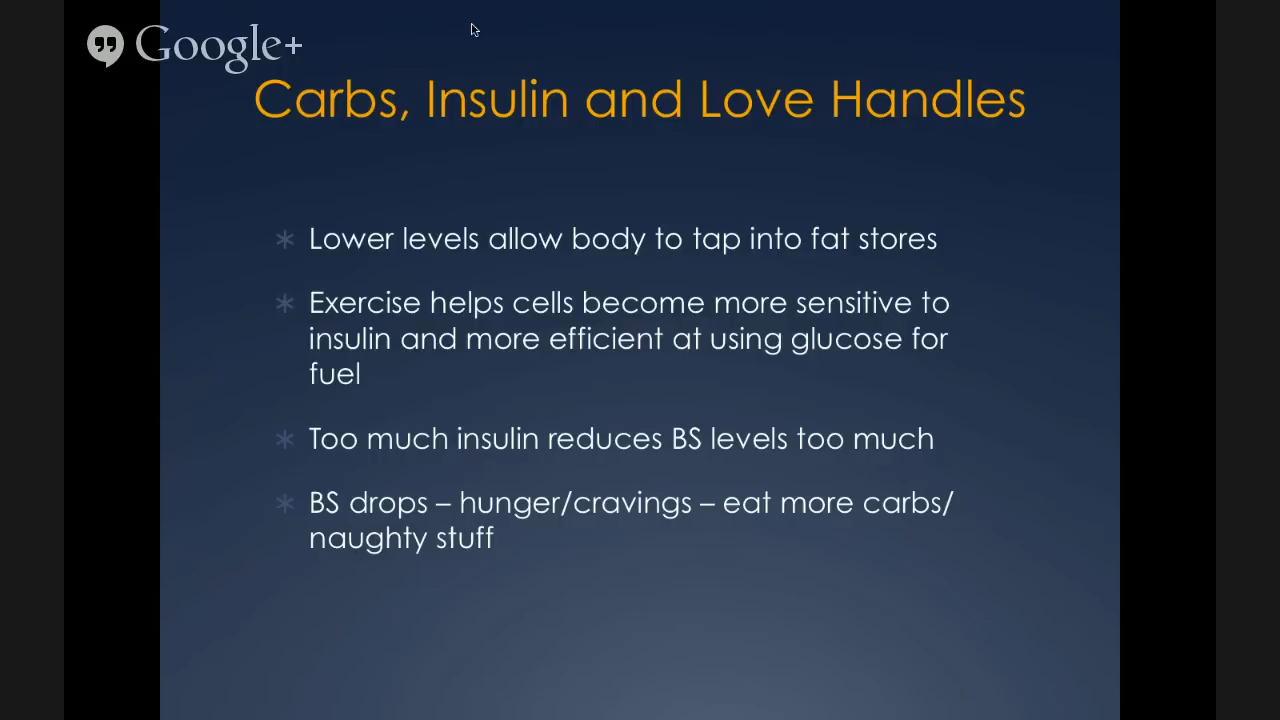 Google+
Carbs, Insulin and Love Handles
Lower levels allow body to tap into fat stores
Exercise helps cells become more sensitive to
insulin and more efficient at using glucose for
fuel
Too much insulin reduces BS levels too much
BS drops – hunger/cravings – eat more carbs/
naughty stuff